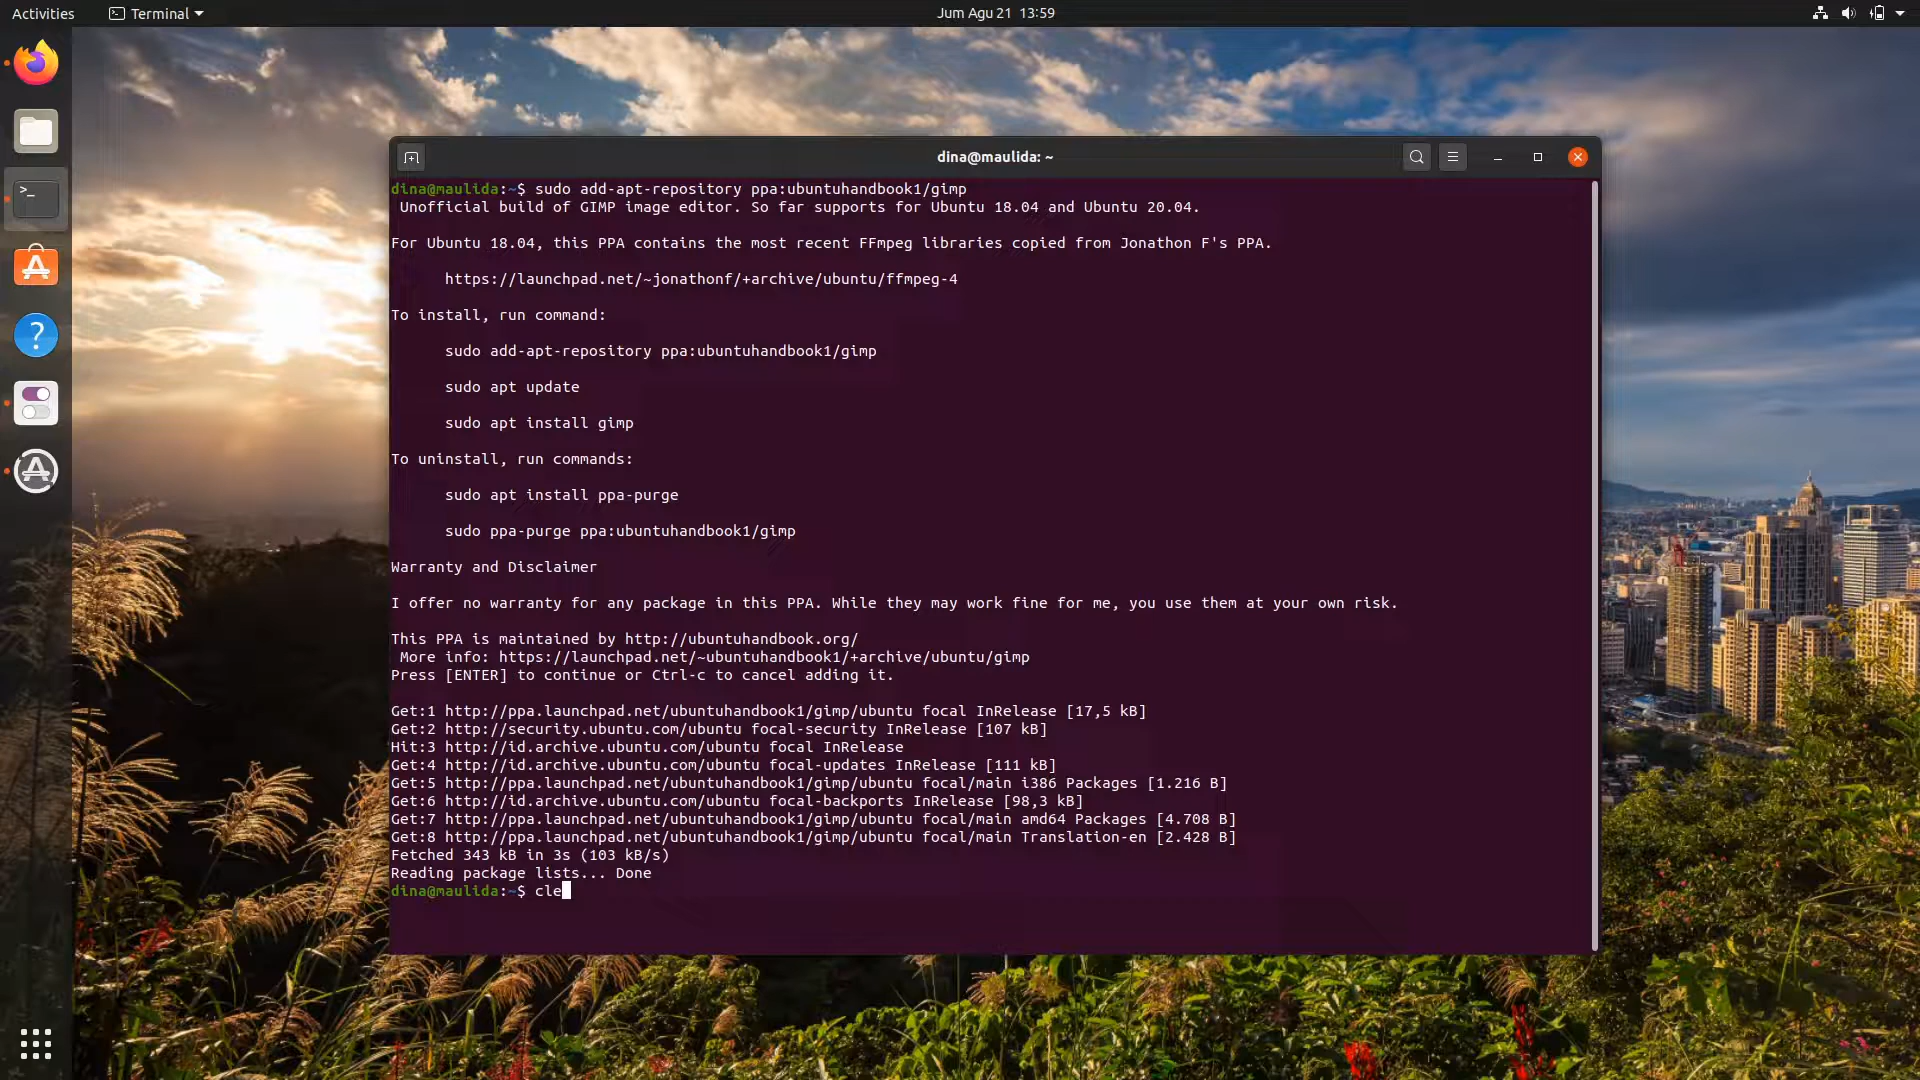 Activities
Terminal
Jum Agu 21 13:59
dina@maulida: ~
dina@maulida:~$ sudo add-apt-repository ppa:ubuntuhandbook1/gimp
Unofficial build of GIMP image editor. So far supports for Ubuntu 18.04 and Ubuntu 20.04.
For Ubuntu 18.04, this PPA contains the most recent FFmpeg libraries copied from Jonathon F's PPA.
https://launchpad.net/~jonathonf/+archive/ubuntu/ffmpeg-4
To install, run command:
sudo add-apt-repository ppa:ubuntuhandbook1/gimp
sudo apt update
sudo apt install gimp
To uninstall, run commands:
sudo apt install ppa-purge
sudo ppa-purge ppa:ubuntuhandbook1/gimp
Warranty and Disclaimer
I offer no warranty for any package in this PPA. While they may work fine for me, you use them at your own risk.
This PPA is maintained by http://ubuntuhandbook.org/
More info: https://launchpad.net/~ubuntuhandbook1/+archive/ubuntu/gimp
Press [ENTER] to continue or Ctrl-c to cancel adding it.
Get:1 http://ppa.launchpad.net/ubuntuhandbook1/gimp/ubuntu focal InRelease [17,5 kB]
Get:2 http://security.ubuntu.com/ubuntu focal-security InRelease [107 kB]
Hit:3 http://id.archive.ubuntu.com/ubuntu focal InRelease
Get:4 http://id.archive.ubuntu.com/ubuntu focal-updates InRelease [111 kB]
Get:5 http://ppa.launchpad.net/ubuntuhandbook1/gimp/ubuntu focal/main i386 Packages [1.216 B]
Get:6 http://id.archive.ubuntu.com/ubuntu focal-backports InRelease [98,3 kB]
Get:7 http://ppa.launchpad.net/ubuntuhandbook1/gimp/ubuntu focal/main amd64 Packages [4.708 B]
Get:8 http://ppa.launchpad.net/ubuntuhandbook1/gimp/ubuntu focal/main Translation-en [2.428 B]
Fetched 343 kB in 3s (103 kB/s)
Reading package lists... Done
dina@maulida:~$ cle